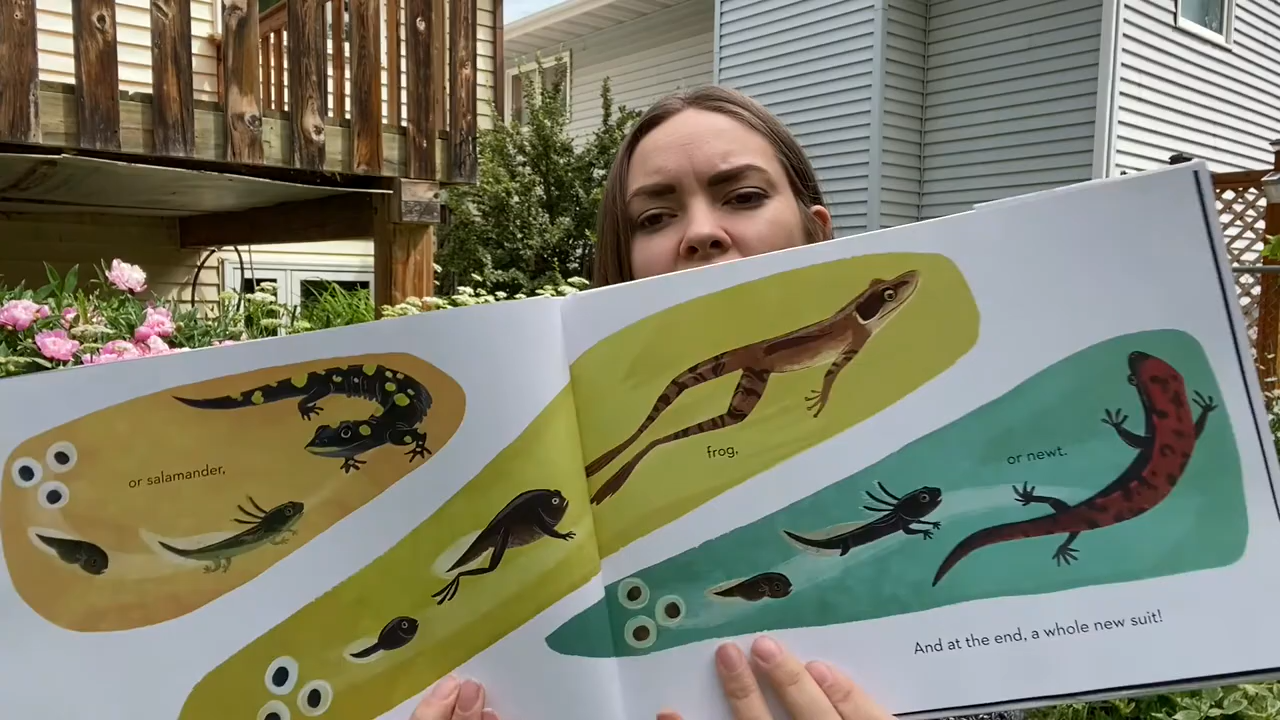 or salamander,
frog,
or newt.
And at the end, a whole new suit!